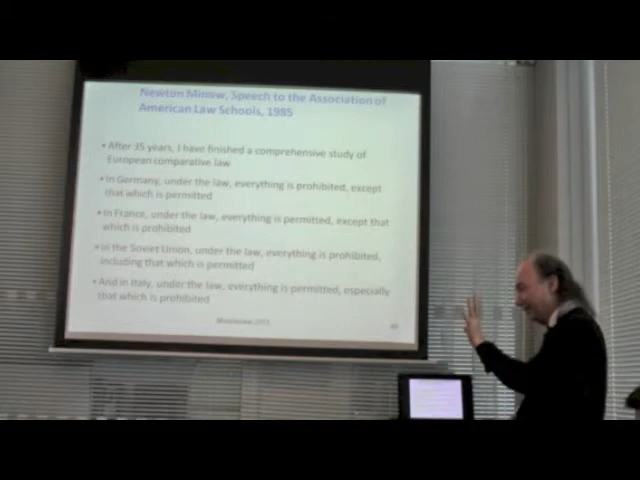 Newton Minow, Speech to the Association of
American Law Schools, 1985
• After 35 years, I have finished a comprehensive study of
European comparative law
• In Germany, under the law, everything is prohibited, except
that which is permitted
• In France, under the law, everything is permitted, except that
which is prohibited
• In the Soviet Union, under the law, everything is prohibited,
including that which is permitted
• And in Italy, under the law, everything is permitted, especially
that which is prohibited